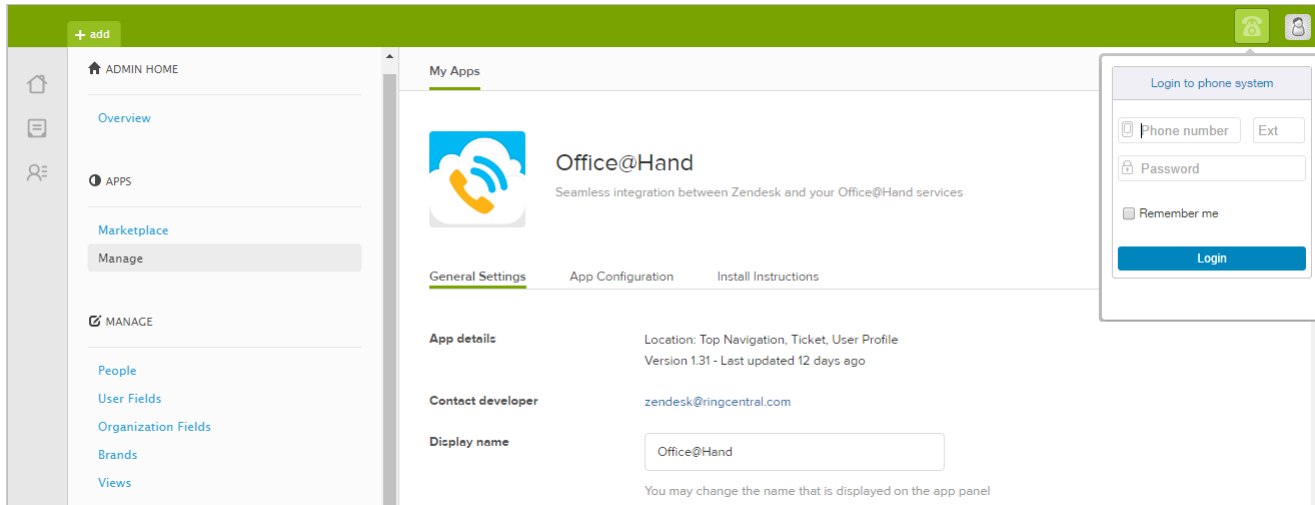 + add
ADMIN HOME
Overview
APPS
Marketplace
Manage
MANAGE
People
User Fields
Organization Fields
Brands
Views
My Apps
Office@Hand
Seamless integration between Zendesk and your Office@Hand services
General Settings App Configuration Install Instructions
App details Location: Top Navigation, Ticket, User Profile
Version 1.31 - Last updated 12 days ago
Contact developer zendesk@ringcentral.com
Display name Office@Hand
You may change the name that is displayed on the app panel
Login to phone system
Phone number Ext
Password
Remember me
Login